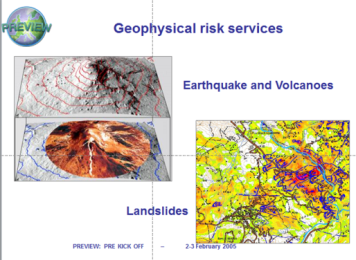 PREVIEW
Geophysical risk services
Earthquake and Volcanoes
Landslides
PREVIEW: PRE KICK OFF – 2-3 February 2005